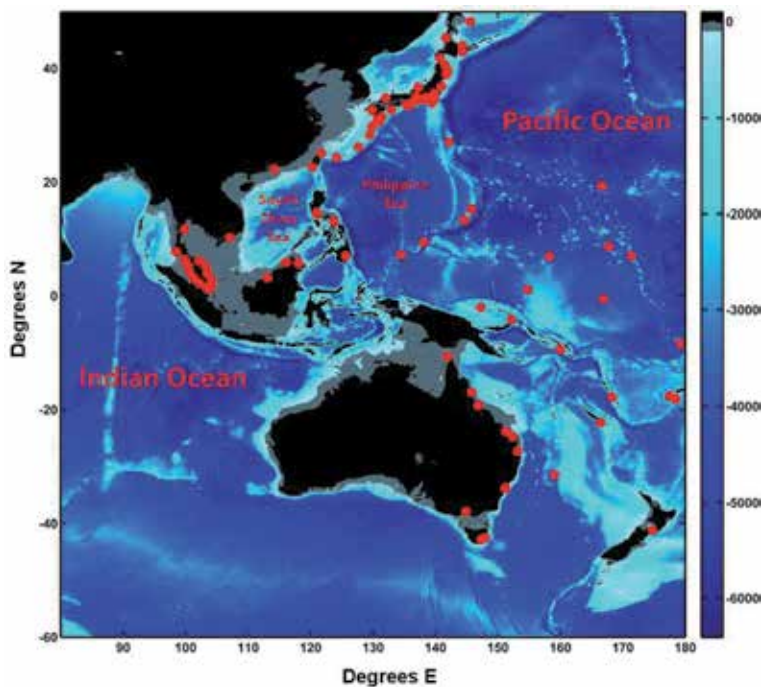 Pacific Ocean
Philippine
Sea
South
China
Sea
Indian Ocean
Degrees N
40
20
0
-20
-40
-60
90
100
110
120
130
140
150
160
170
180
Degrees E
0
-1000
-2000
-3000
-4000
-5000
-6000